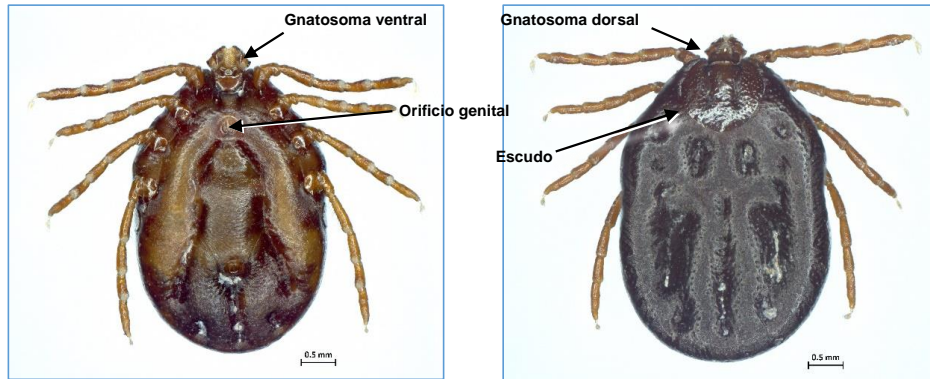 Gnatosoma ventral
Orificio genital
0.5 mm
Gnatosoma dorsal
Escudo
0.5 mm